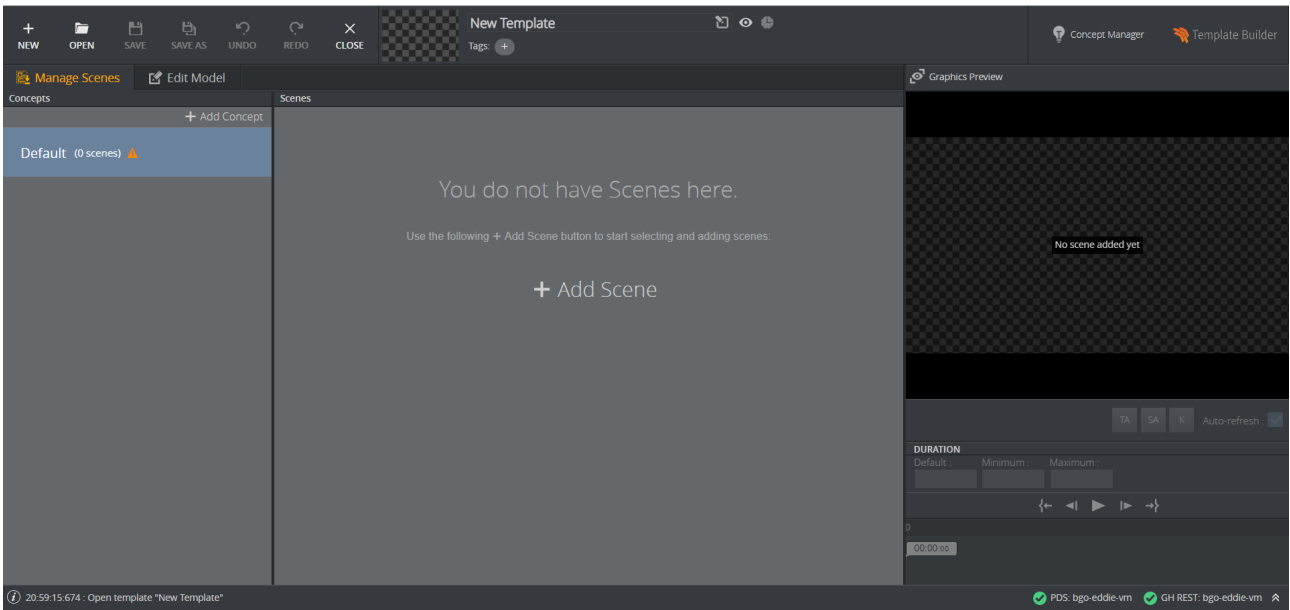 NEW OPEN SAVE SAVE AS UNDO REDO CLOSE
New Template
Tags: +
Concept Manager
Template Builder
Manage Scenes
Edit Model
Graphics Preview
Concepts
Scenes
+ Add Concept
Default (0 scenes)
You do not have Scenes here.
Use the following + Add Scene button to start selecting and adding scenes:
+ Add Scene
No scene added yet
TA SA K Auto-refresh :
DURATION
Default : Minimum : Maximum :
0
00:00:00
20:59:15:674 : Open template "New Template"
PDS: bgo-eddie-vm
GH REST: bgo-eddie-vm